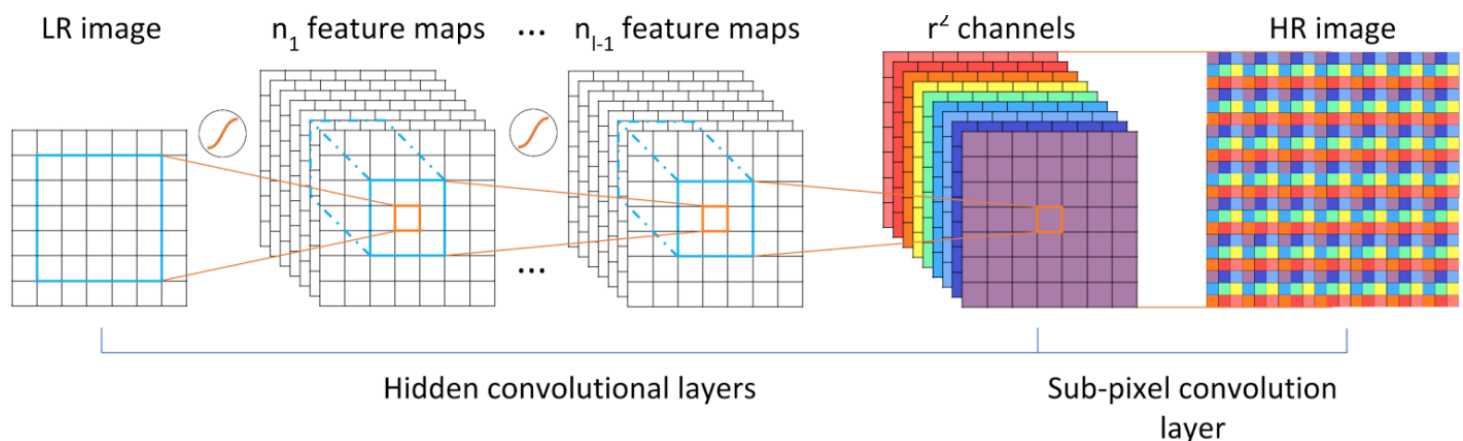 LR image
n₁ feature maps
...
nₗ₋₁ feature maps
r² channels
HR image
...
Hidden convolutional layers
Sub-pixel convolution
layer